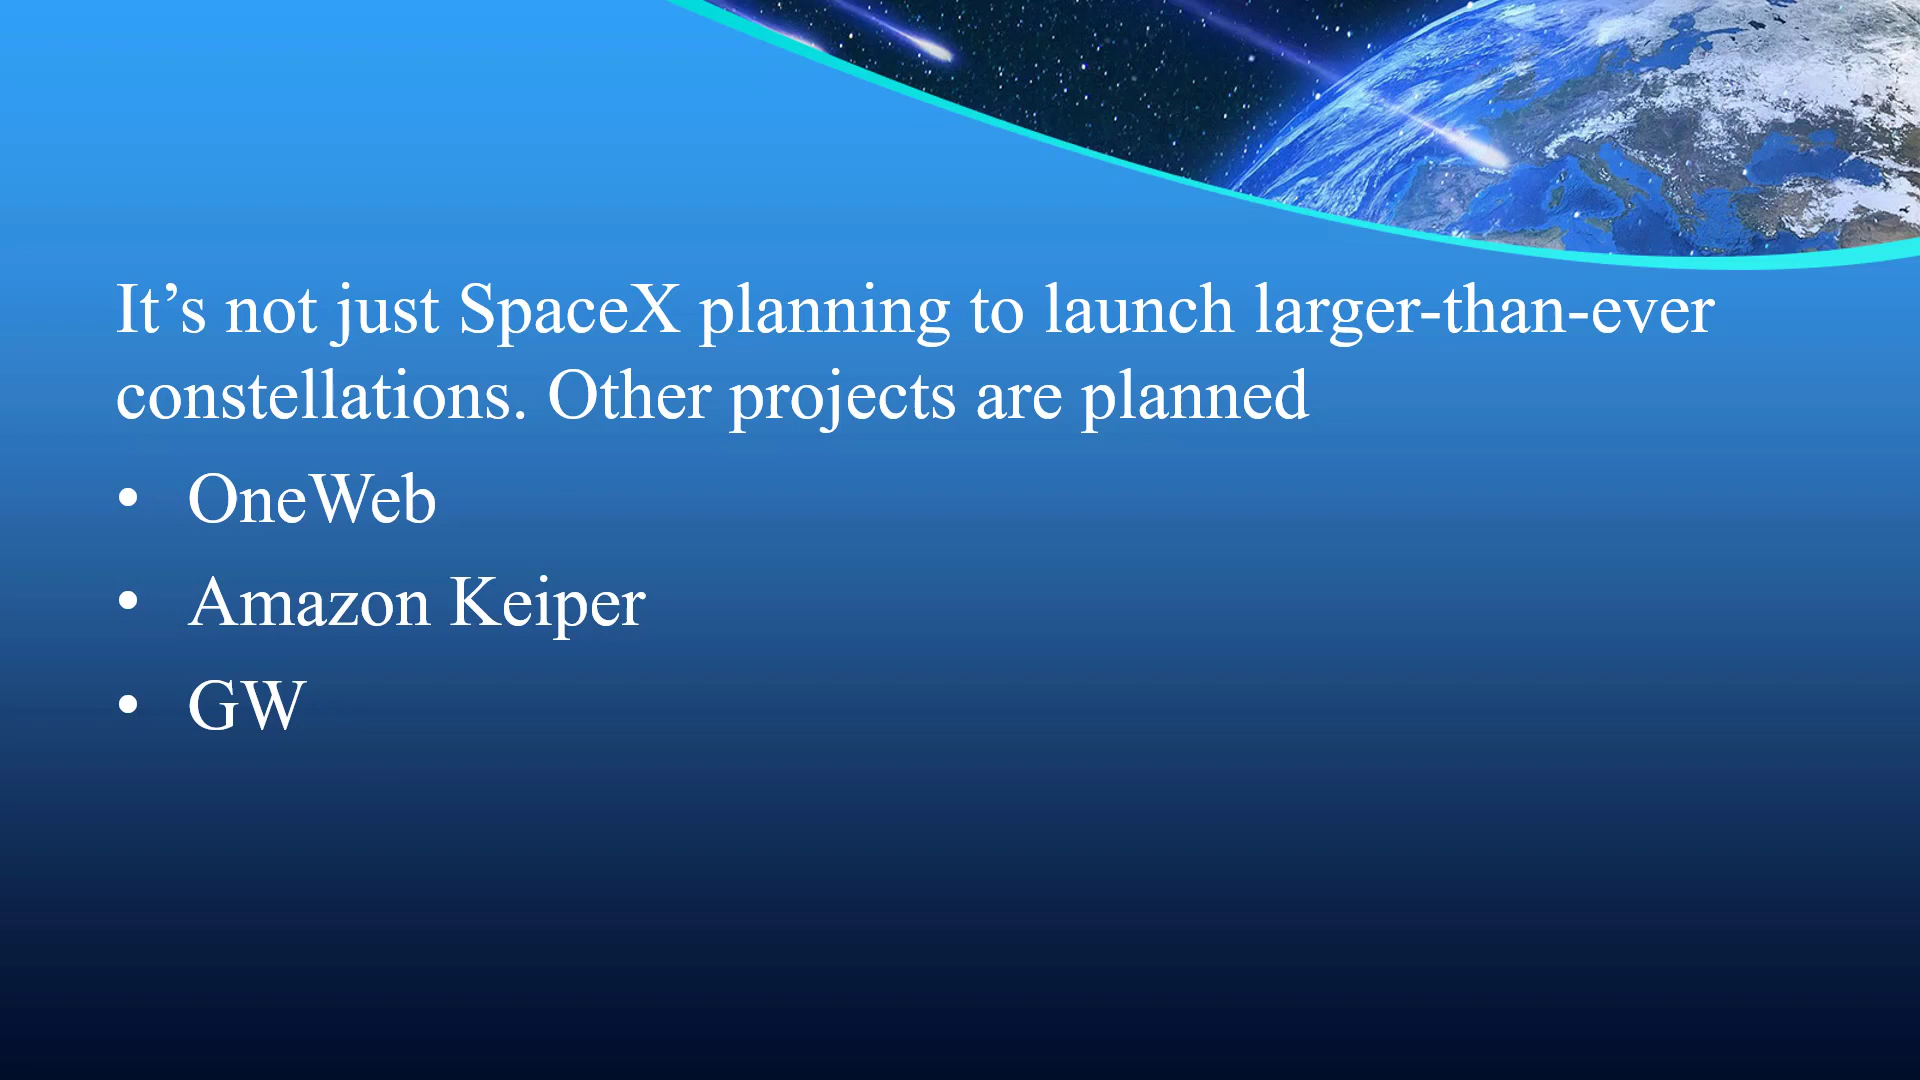 It’s not just SpaceX planning to launch larger-than-ever
constellations. Other projects are planned
• OneWeb
• Amazon Keiper
• GW